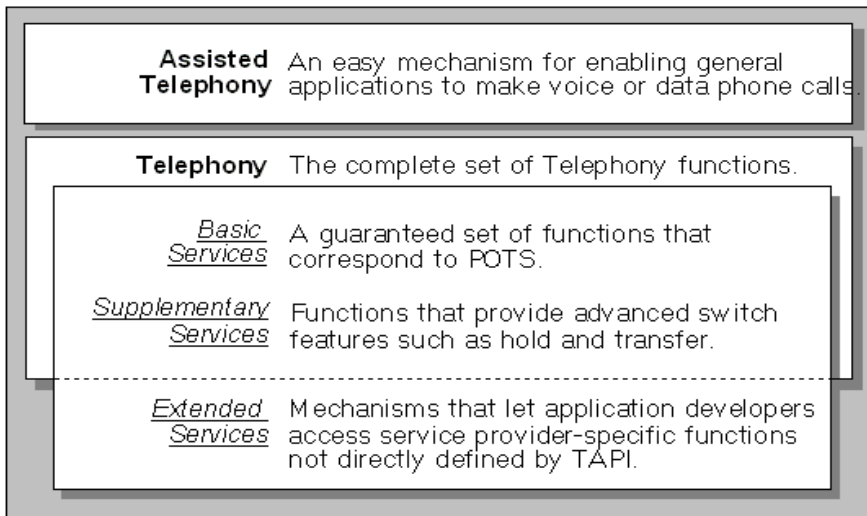 Assisted Telephony An easy mechanism for enabling general
applications to make voice or data phone calls.
Telephony The complete set of Telephony functions.
Basic Services A guaranteed set of functions that
correspond to POTS.
Supplementary Services Functions that provide advanced switch
features such as hold and transfer.
Extended Services Mechanisms that let application developers
access service provider-specific functions
not directly defined by TAPI.